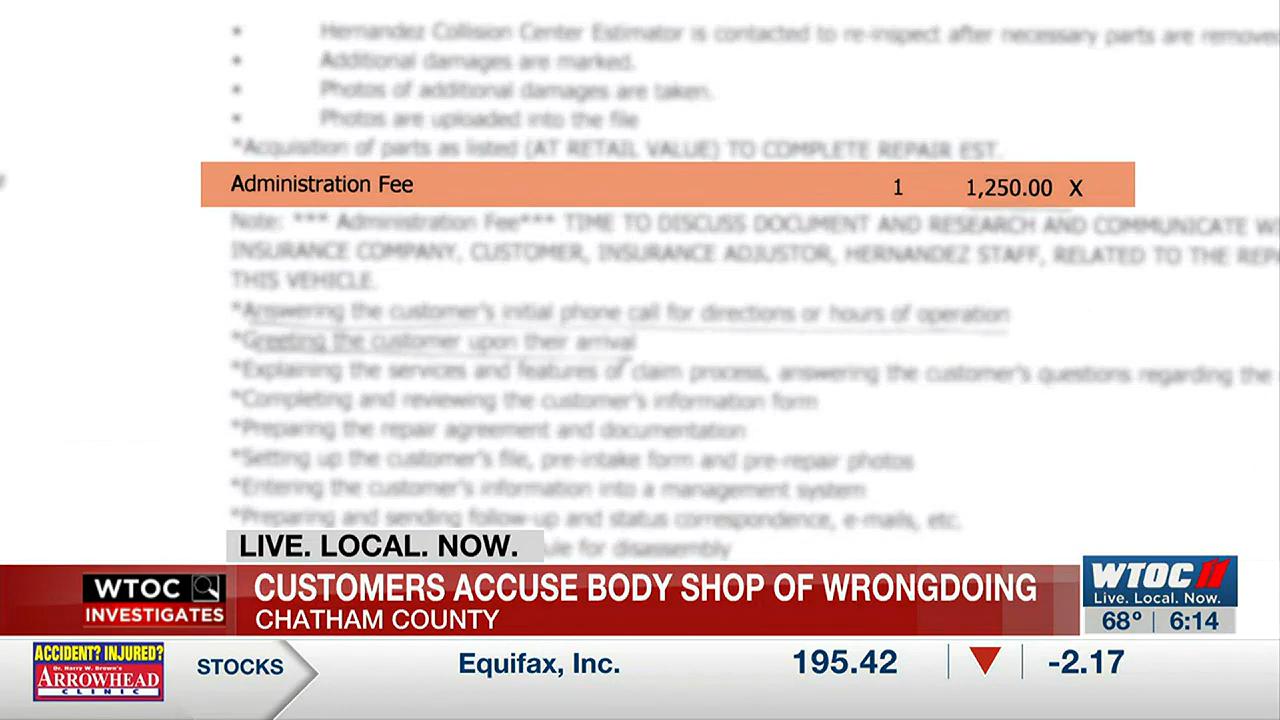 • Hernandez Collision Center Estimator is contacted to re-inspect after necessary parts are removed
• Additional damages are marked.
• Photos of additional damages are taken.
• Photos are uploaded into the file
*Acquisition of parts as listed (AT RETAIL VALUE) TO COMPLETE REPAIR EST.
Administration Fee 1 1,250.00 X
Note: *** Administration Fee*** TIME TO DISCUSS DOCUMENT AND RESEARCH AND COMMUNICATE
INSURANCE COMPANY, CUSTOMER, INSURANCE ADJUSTOR, HERNANDEZ STAFF, RELATED TO THE
THIS VEHICLE.
*Answering the customer's initial phone call for directions or hours of operation
*Greeting the customer upon their arrival
*Explaining the services and features of claim process, answering the customer's questions regarding the
*Completing and reviewing the customer's information form
*Preparing the repair agreement and documentation
*Setting up the customer's file, pre-intake form and pre-repair photos
*Entering the customer's information into a management system
*Preparing and sending follow-up and status correspondence, e-mails, etc.
for disassembly
LIVE. LOCAL. NOW.
WTOC
INVESTIGATES
CUSTOMERS ACCUSE BODY SHOP OF WRONGDOING
CHATHAM COUNTY
WTOC 11
Live. Local. Now.
68° | 6:14
ACCIDENT? INJURED?
Dr. Harry W. Brown's
ARROWHEAD
CLINIC
STOCKS
Equifax, Inc. 195.42 -2.17